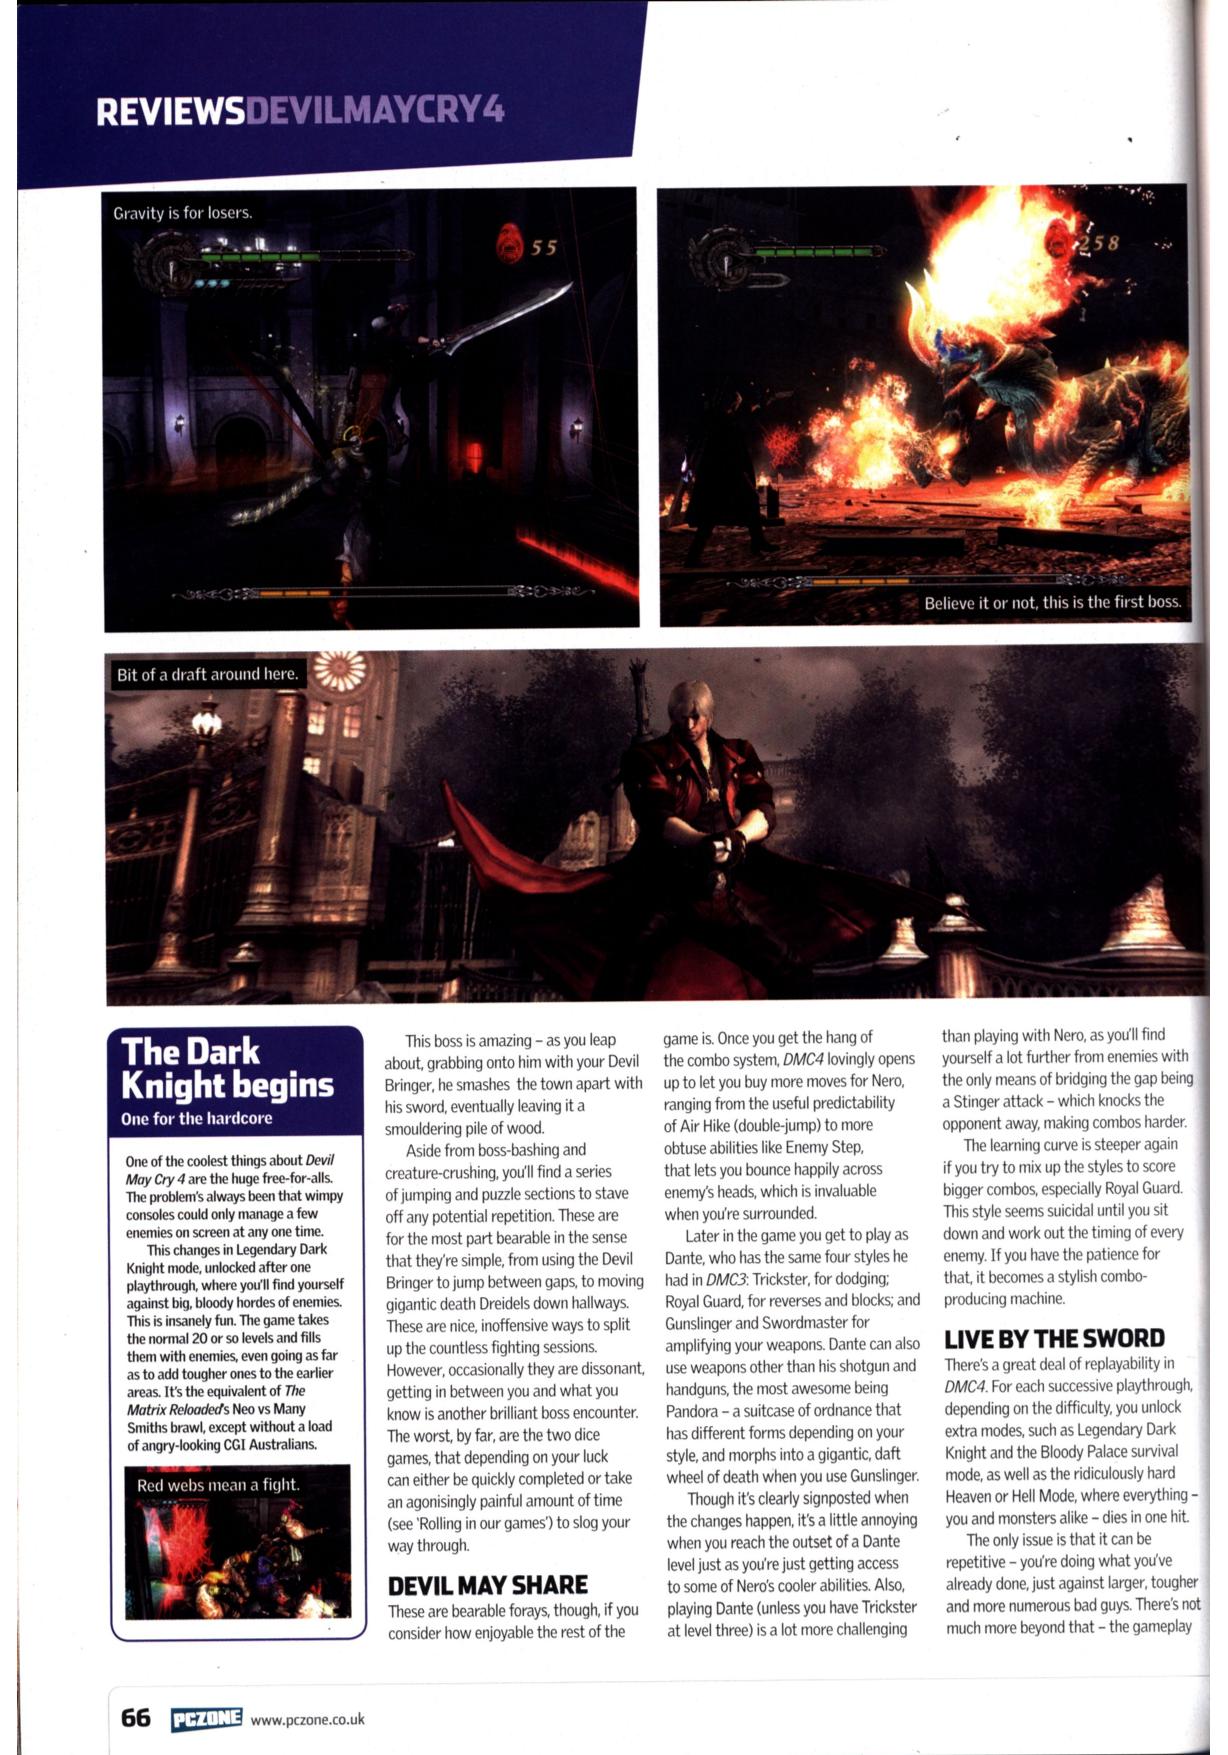 REVIEWSDEVILMAYCRY4
Gravity is for losers.
55
258
Believe it or not, this is the first boss.
Bit of a draft around here.
The Dark
Knight begins
One for the hardcore
One of the coolest things about Devil
May Cry 4 are the huge free-for-alls.
The problem's always been that wimpy
consoles could only manage a few
enemies on screen at any one time.
This changes in Legendary Dark
Knight mode, unlocked after one
playthrough, where you'll find yourself
against big, bloody hordes of enemies.
This is insanely fun. The game takes
the normal 20 or so levels and fills
them with enemies, even going as far
as to add tougher ones to the earlier
areas. It's the equivalent of The
Matrix Reloaded's Neo vs Many
Smiths brawl, except without a load
of angry-looking CGI Australians.
Red webs mean a fight.
This boss is amazing – as you leap
about, grabbing onto him with your Devil
Bringer, he smashes the town apart with
his sword, eventually leaving it a
smouldering pile of wood.
Aside from boss-bashing and
creature-crushing, you'll find a series
of jumping and puzzle sections to stave
off any potential repetition. These are
for the most part bearable in the sense
that they're simple, from using the Devil
Bringer to jump between gaps, to moving
gigantic death Dreidels down hallways.
These are nice, inoffensive ways to split
up the countless fighting sessions.
However, occasionally they are dissonant,
getting in between you and what you
know is another brilliant boss encounter.
The worst, by far, are the two dice
games, that depending on your luck
can either be quickly completed or take
an agonisingly painful amount of time
(see 'Rolling in our games') to slog your
way through.
DEVIL MAY SHARE
These are bearable forays, though, if you
consider how enjoyable the rest of the
game is. Once you get the hang of
the combo system, DMC4 lovingly opens
up to let you buy more moves for Nero,
ranging from the useful predictability
of Air Hike (double-jump) to more
obtuse abilities like Enemy Step,
that lets you bounce happily across
enemy's heads, which is invaluable
when you're surrounded.
Later in the game you get to play as
Dante, who has the same four styles he
had in DMC3: Trickster, for dodging;
Royal Guard, for reverses and blocks; and
Gunslinger and Swordmaster for
amplifying your weapons. Dante can also
use weapons other than his shotgun and
handguns, the most awesome being
Pandora – a suitcase of ordnance that
has different forms depending on your
style, and morphs into a gigantic, daft
wheel of death when you use Gunslinger.
Though it's clearly signposted when
the changes happen, it's a little annoying
when you reach the outset of a Dante
level just as you're just getting access
to some of Nero's cooler abilities. Also,
playing Dante (unless you have Trickster
at level three) is a lot more challenging
than playing with Nero, as you'll find
yourself a lot further from enemies with
the only means of bridging the gap being
a Stinger attack – which knocks the
opponent away, making combos harder.
The learning curve is steeper again
if you try to mix up the styles to score
bigger combos, especially Royal Guard.
This style seems suicidal until you sit
down and work out the timing of every
enemy. If you have the patience for
that, it becomes a stylish combo-
producing machine.
LIVE BY THE SWORD
There's a great deal of replayability in
DMC4. For each successive playthrough,
depending on the difficulty, you unlock
extra modes, such as Legendary Dark
Knight and the Bloody Palace survival
mode, as well as the ridiculously hard
Heaven or Hell Mode, where everything –
you and monsters alike – dies in one hit.
The only issue is that it can be
repetitive – you're doing what you've
already done, just against larger, tougher
and more numerous bad guys. There's not
much more beyond that – the gameplay
66 PCZONE www.pczone.co.uk